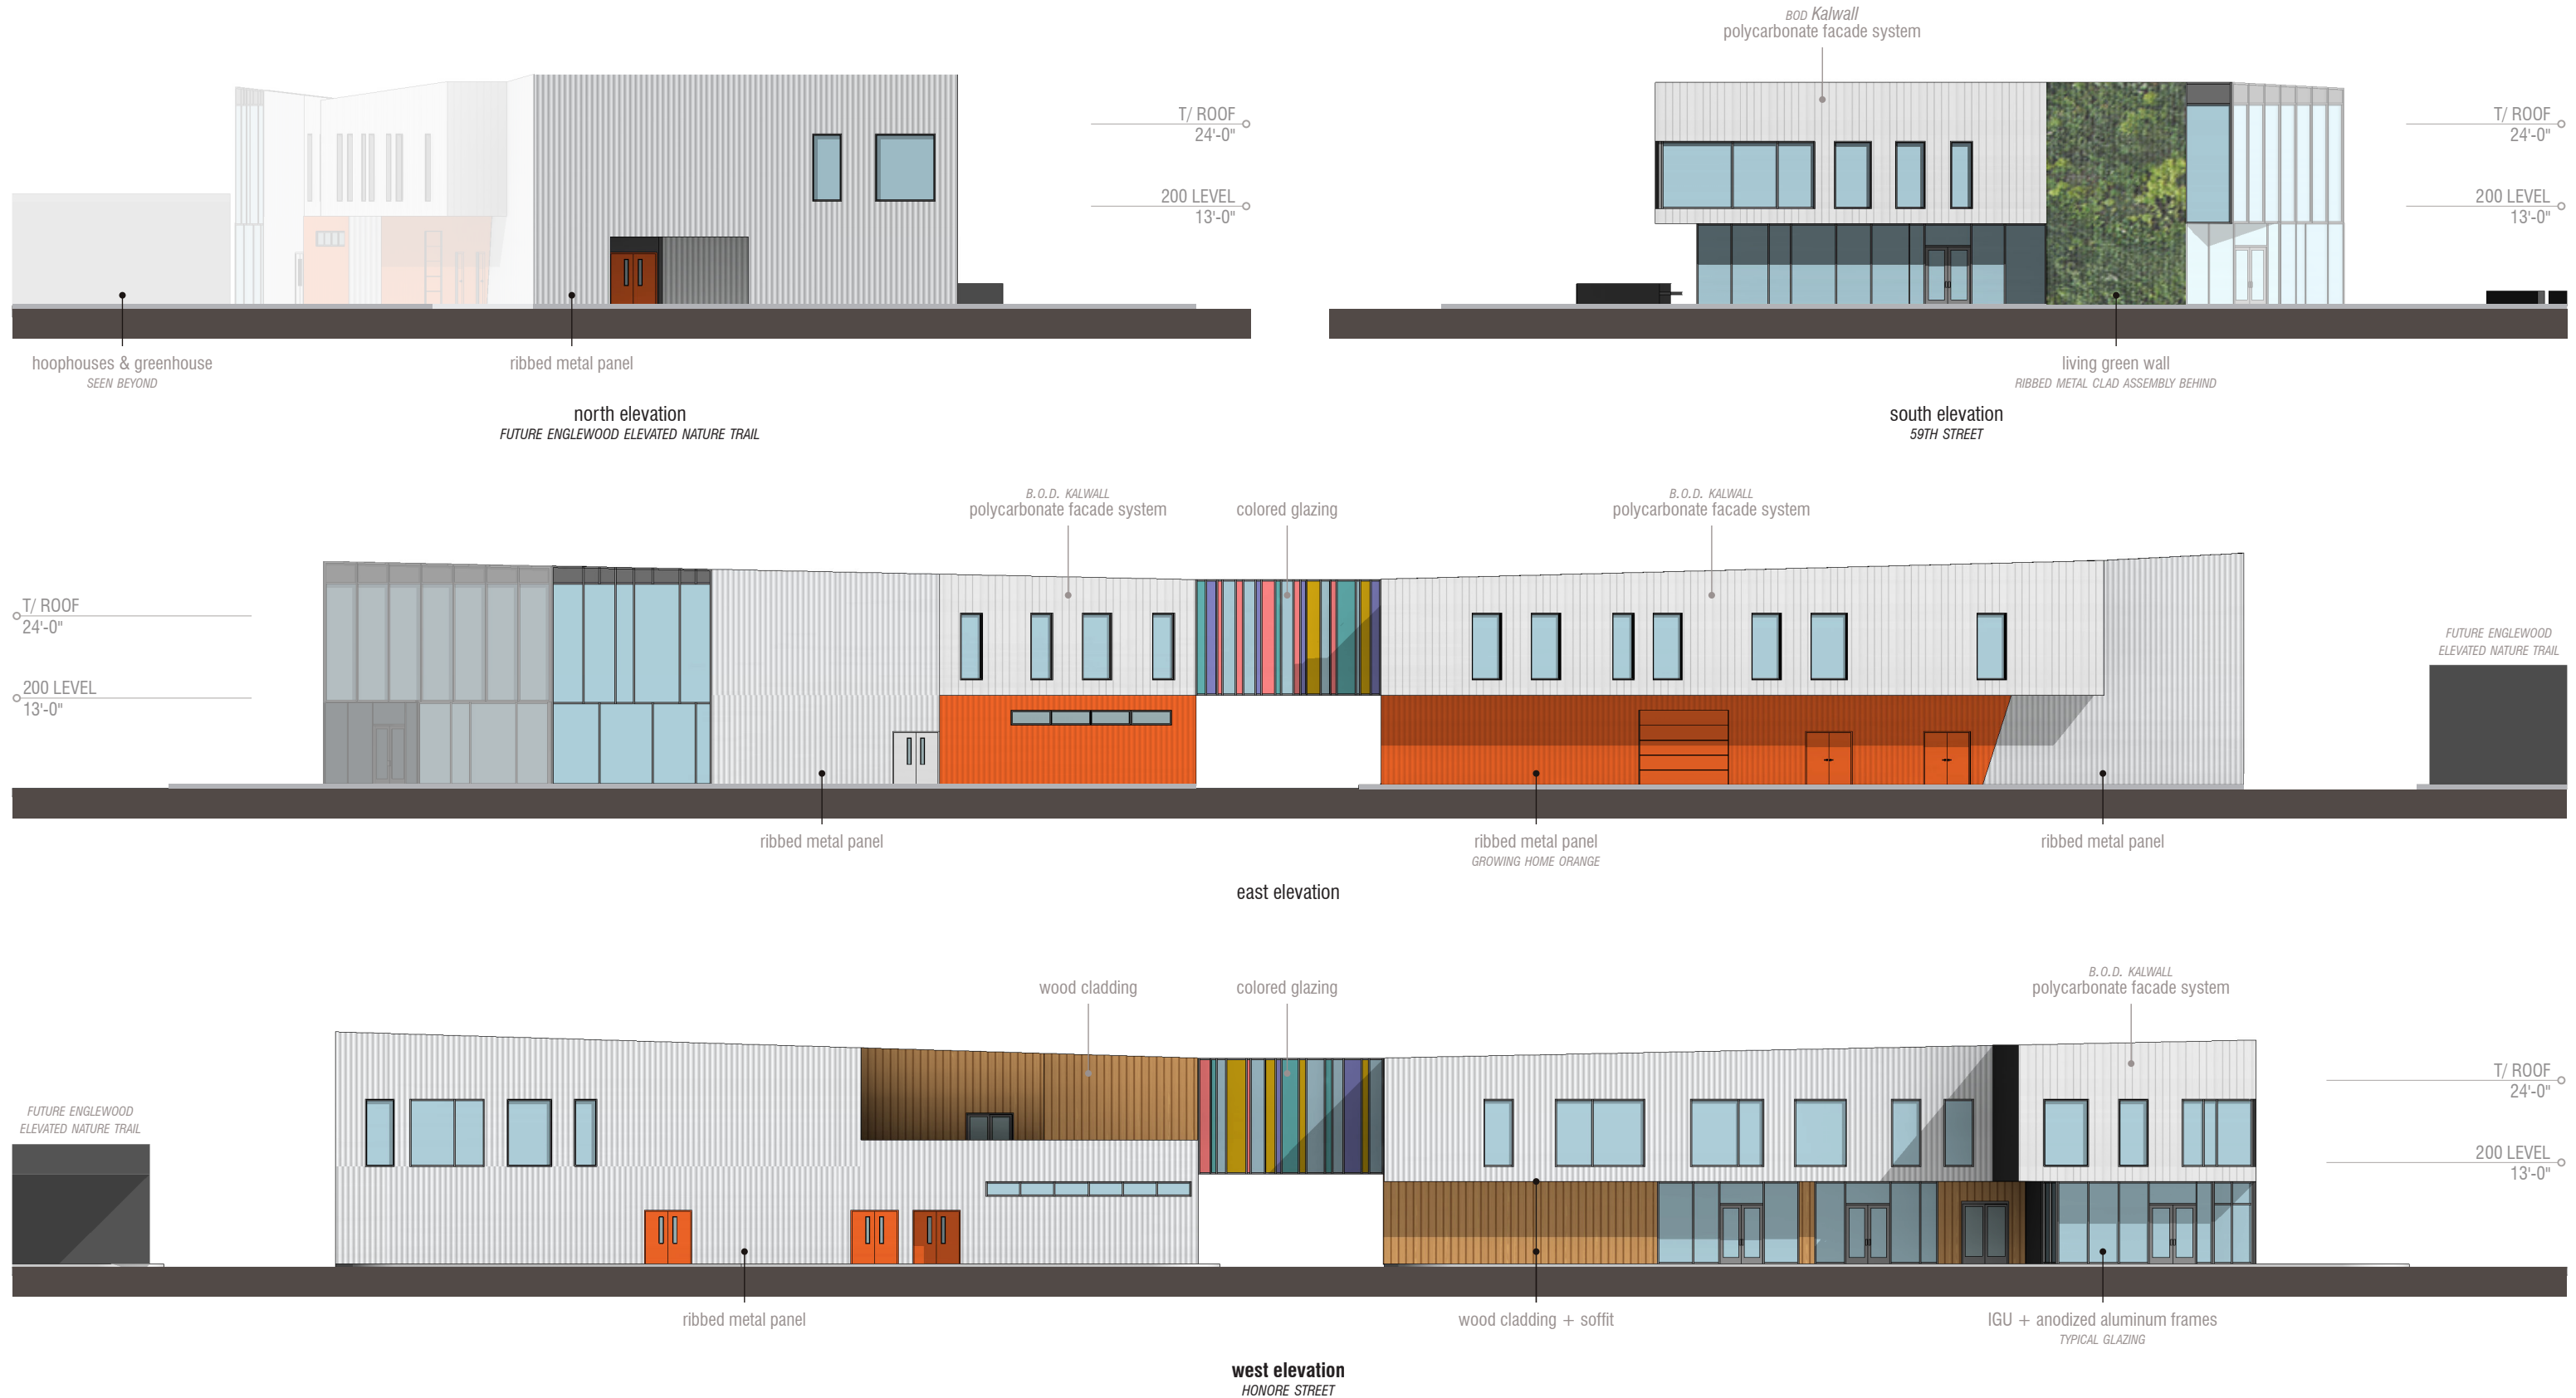 BOD Kalwall
polycarbonate facade system
T/ ROOF
24'-0"
200 LEVEL
13'-0"
T/ ROOF
24'-0"
200 LEVEL
13'-0"
hoophouses & greenhouse
SEEN BEYOND
ribbed metal panel
living green wall
RIBBED METAL CLAD ASSEMBLY BEHIND
north elevation
FUTURE ENGLEWOOD ELEVATED NATURE TRAIL
south elevation
59TH STREET
B.O.D. KALWALL
polycarbonate facade system
colored glazing
B.O.D. KALWALL
polycarbonate facade system
T/ ROOF
24'-0"
200 LEVEL
13'-0"
FUTURE ENGLEWOOD
ELEVATED NATURE TRAIL
ribbed metal panel
ribbed metal panel
GROWING HOME ORANGE
ribbed metal panel
east elevation
wood cladding
colored glazing
B.O.D. KALWALL
polycarbonate facade system
FUTURE ENGLEWOOD
ELEVATED NATURE TRAIL
T/ ROOF
24'-0"
200 LEVEL
13'-0"
ribbed metal panel
wood cladding + soffit
IGU + anodized aluminum frames
TYPICAL GLAZING
west elevation
HONORE STREET